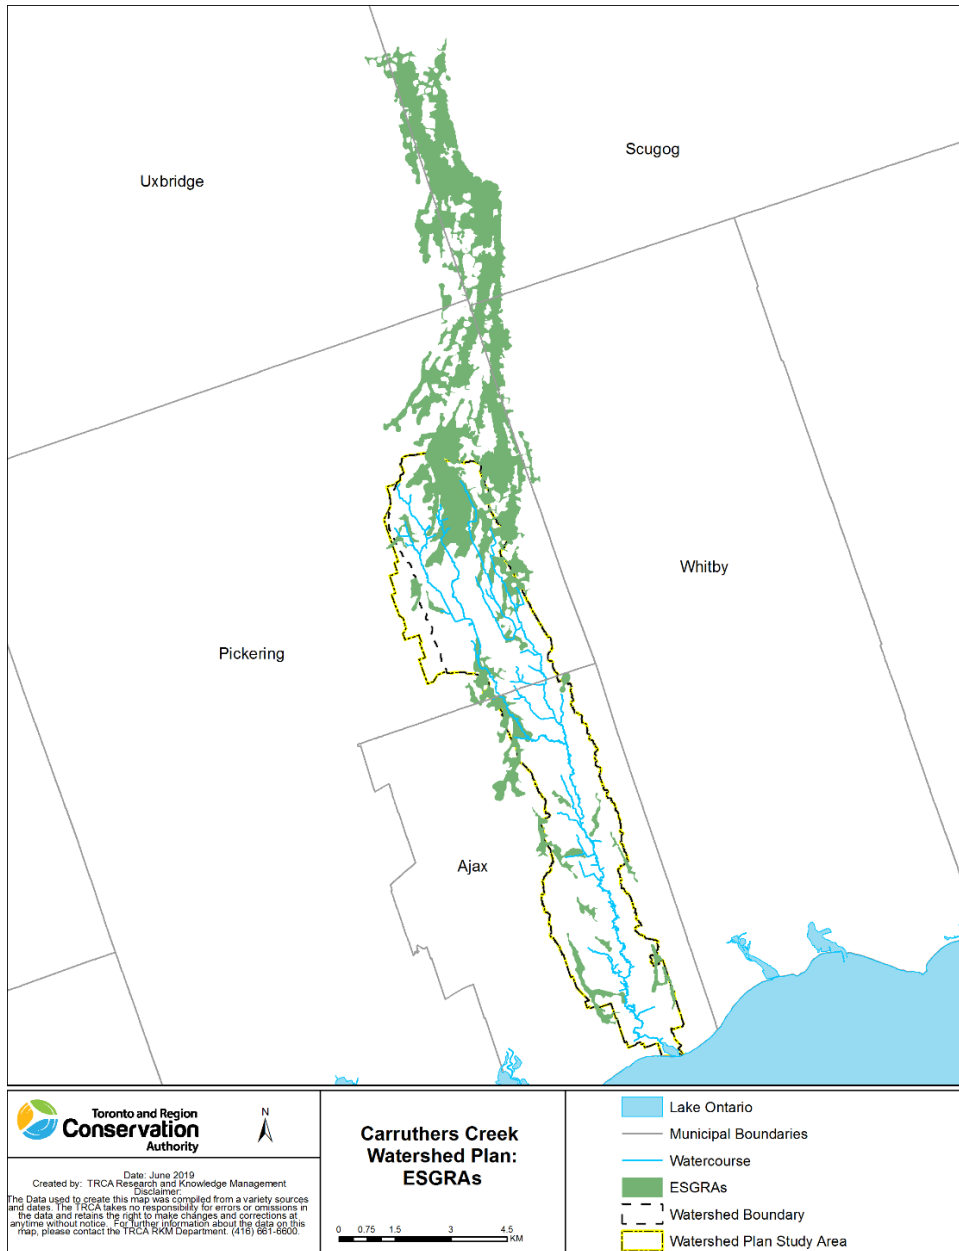 Scugog
Uxbridge
Whitby
Pickering
Ajax
Toronto and Region
Conservation
Authority
N
Date: June 2019
Created by: TRCA Research and Knowledge Management
Disclaimer:
The Data used to create this map was compiled from a variety sources
and dates. The TRCA takes no responsibility for errors or omissions in
the data and retains the right to make changes and corrections at
anytime without notice. For further information about the data on this
map, please contact the TRCA RKM Department. (416) 661-6600.
Carruthers Creek
Watershed Plan:
ESGRAs
0 0.75 1.5 3 4.5
KM
Lake Ontario
Municipal Boundaries
Watercourse
ESGRAs
Watershed Boundary
Watershed Plan Study Area